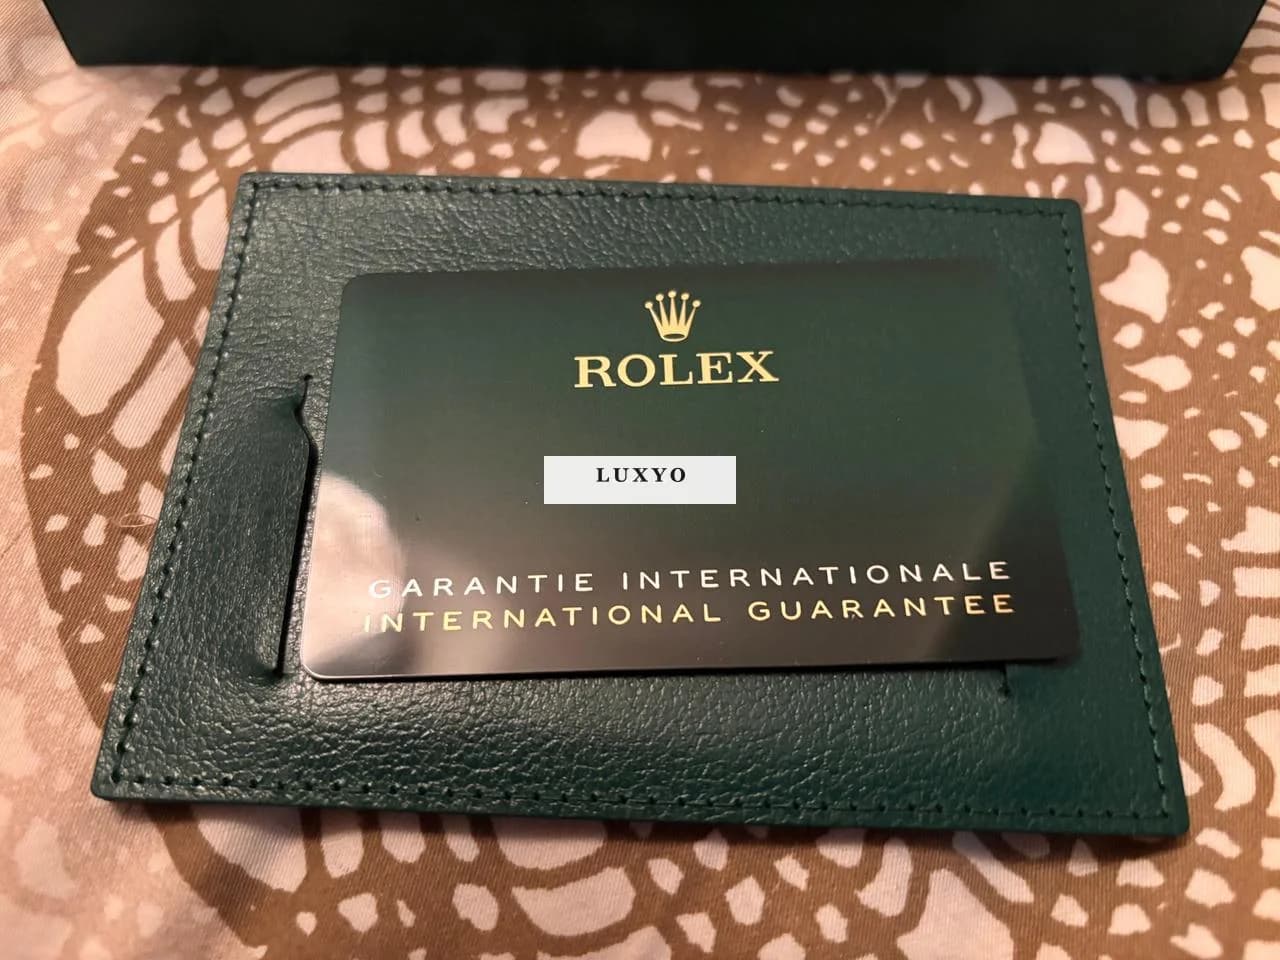 ROLEX
LUXYO
GARANTIE INTERNATIONALE
INTERNATIONAL GUARANTEE